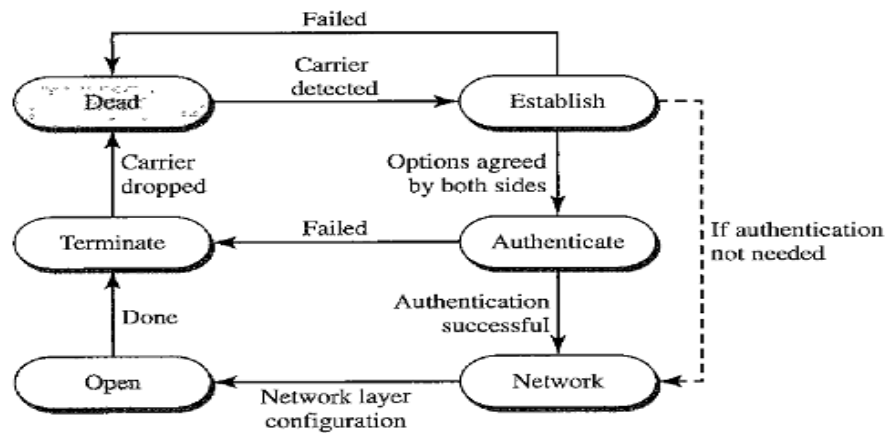 Failed
Carrier
detected
Dead
Establish
Carrier
dropped
Options agreed
by both sides
Terminate
Failed
Authenticate
If authentication
not needed
Done
Authentication
successful
Open
Network layer
configuration
Network